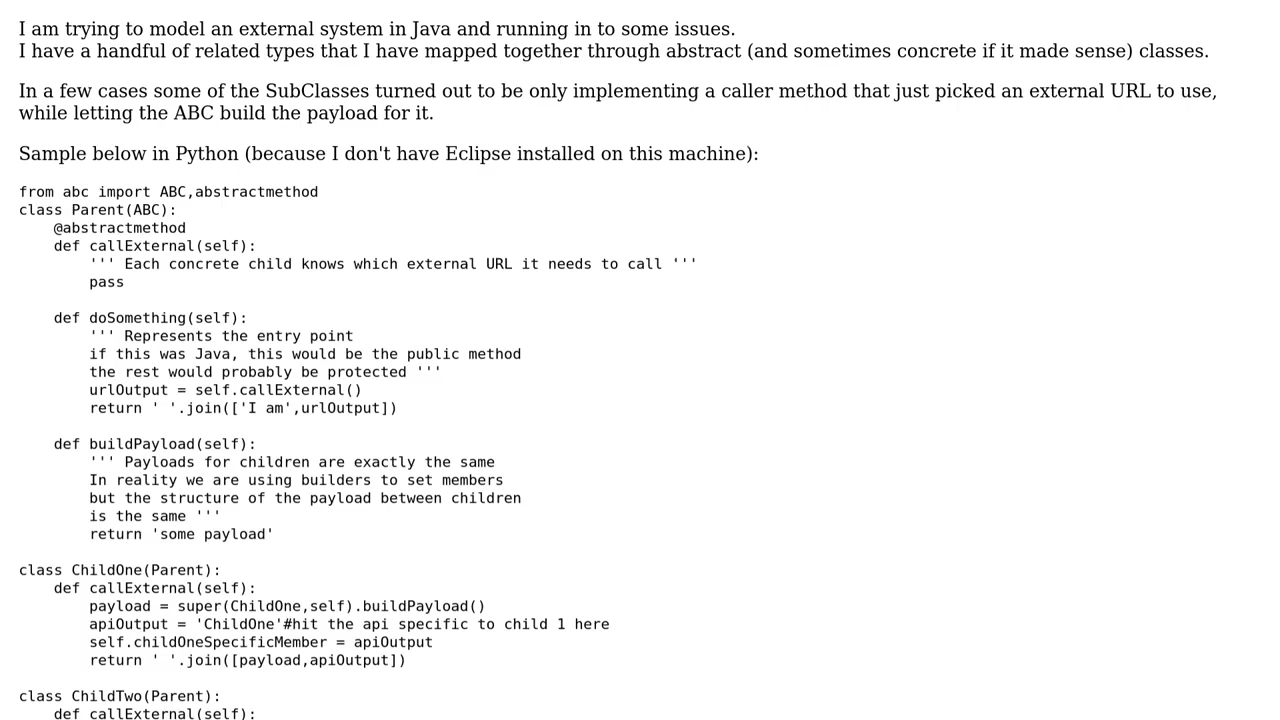 I am trying to model an external system in Java and running in to some issues.
I have a handful of related types that I have mapped together through abstract (and sometimes concrete if it made sense) classes.
In a few cases some of the SubClasses turned out to be only implementing a caller method that just picked an external URL to use,
while letting the ABC build the payload for it.
Sample below in Python (because I don't have Eclipse installed on this machine):
from abc import ABC,abstractmethod
class Parent(ABC):
    @abstractmethod
    def callExternal(self):
        ''' Each concrete child knows which external URL it needs to call '''
        pass
    def doSomething(self):
        ''' Represents the entry point
        if this was Java, this would be the public method
        the rest would probably be protected '''
        urlOutput = self.callExternal()
        return ' '.join(['I am',urlOutput])
    def buildPayload(self):
        ''' Payloads for children are exactly the same
        In reality we are using builders to set members
        but the structure of the payload between children
        is the same '''
        return 'some payload'
class ChildOne(Parent):
    def callExternal(self):
        payload = super(ChildOne,self).buildPayload()
        apiOutput = 'ChildOne'#hit the api specific to child 1 here
        self.childOneSpecificMember = apiOutput
        return ' '.join([payload,apiOutput])
class ChildTwo(Parent):
    def callExternal(self):